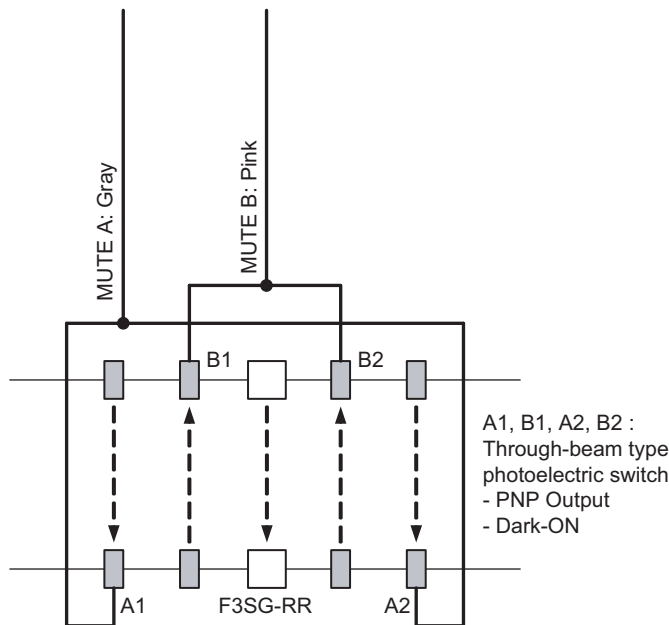 MUTE A: Gray
MUTE B: Pink
B1
B2
A1, B1, A2, B2 :
Through-beam type
photoelectric switch
- PNP Output
- Dark-ON
A1
F3SG-RR
A2